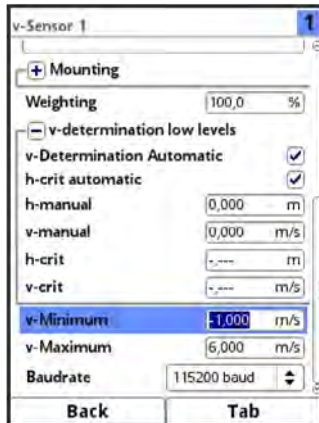 v-Sensor 1 1
Mounting
Weighting 100,0 %
v-determination low levels
v-Determination Automatic
h-crit automatic
h-manual 0,000 m
v-manual 0,000 m/s
h-crit -,--- m
v-crit -,--- m/s
v-Minimum -1,000 m/s
v-Maximum 6,000 m/s
Baudrate 115200 baud
Back Tab